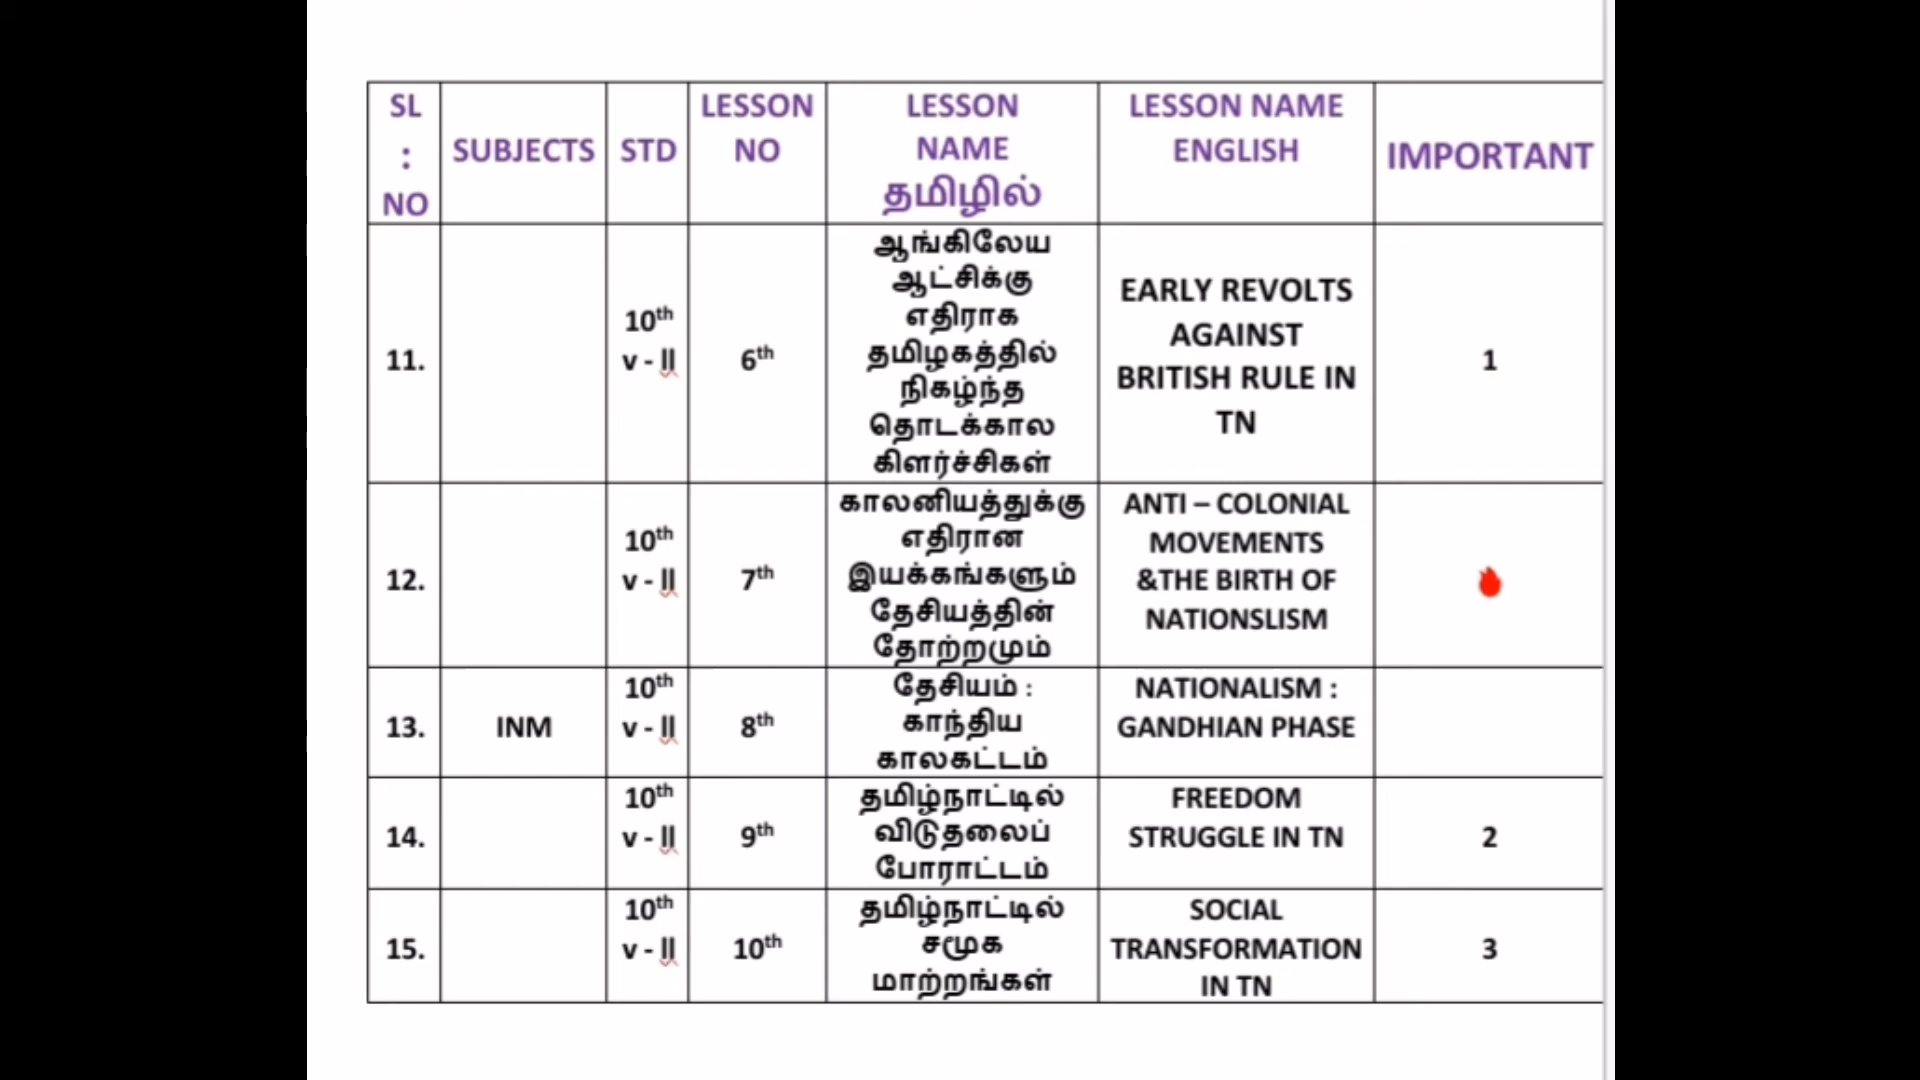 SL : NO
SUBJECTS
STD
LESSON NO
LESSON NAME தமிழில்
LESSON NAME ENGLISH
IMPORTANT
11.
10th
v - II
6th
ஆங்கிலேய
ஆட்சிக்கு
எதிராக
தமிழகத்தில்
நிகழ்ந்த
தொடக்கால
கிளர்ச்சிகள்
EARLY REVOLTS
AGAINST
BRITISH RULE IN
TN
1
12.
10th
v - II
7th
காலனியத்துக்கு
எதிரான
இயக்கங்களும்
தேசியத்தின்
தோற்றமும்
ANTI – COLONIAL
MOVEMENTS
&THE BIRTH OF
NATIONSLISM
13.
INM
10th
v - II
8th
தேசியம் :
காந்திய
காலகட்டம்
NATIONALISM :
GANDHIAN PHASE
14.
10th
v - II
9th
தமிழ்நாட்டில்
விடுதலைப்
போராட்டம்
FREEDOM
STRUGGLE IN TN
2
15.
10th
v - II
10th
தமிழ்நாட்டில்
சமூக
மாற்றங்கள்
SOCIAL
TRANSFORMATION
IN TN
3